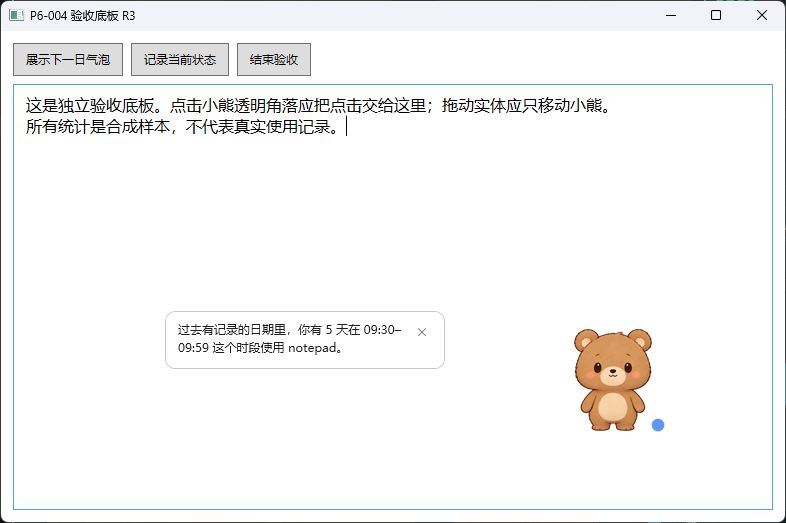 P6-004 验收底板 R3
展示下一日气泡 记录当前状态 结束验收
这是独立验收底板。点击小熊透明角落应把点击交给这里；拖动实体应只移动小熊。
所有统计是合成样本，不代表真实使用记录。
过去有记录的日期里，你有 5 天在 09:30–
09:59 这个时段使用 notepad。